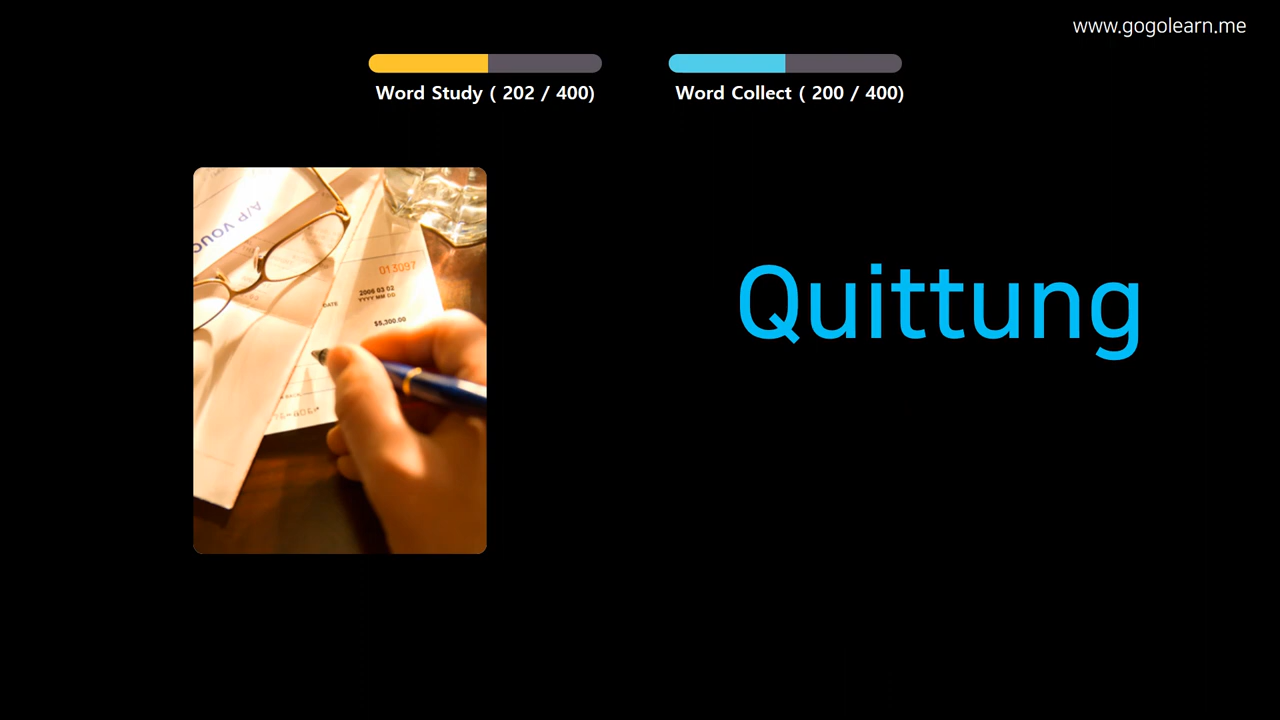 www.gogolearn.me
Word Study ( 202 / 400)
Word Collect ( 200 / 400)
A/P VOUC
013097
2006 03 02
YYYY MM DD
DATE
$5,300.00
Quittung